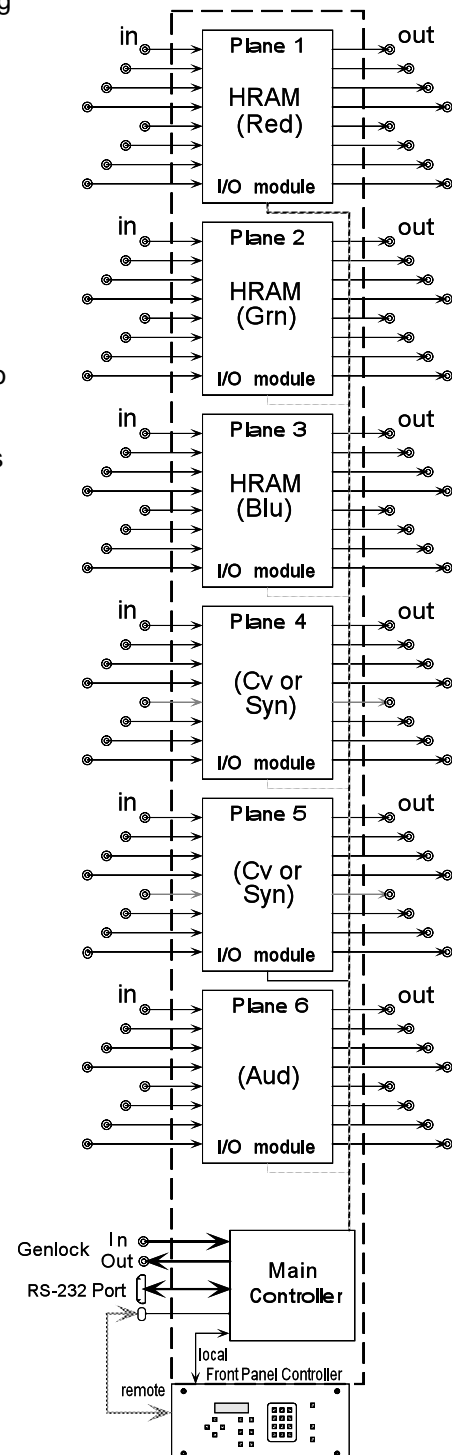 g
in Plane 1 out
HRAM
(Red)
I/O module
in Plane 2 out
HRAM
(Grn)
I/O module
o
in Plane 3 out
s
HRAM
(Blu)
I/O module
in Plane 4 out
(Cv or
Syn)
I/O module
in Plane 5 out
(Cv or
Syn)
I/O module
in Plane 6 out
(Aud)
I/O module
Genlock In
Out
RS-232 Port
Main
Controller
local
Front Panel Controller
remote